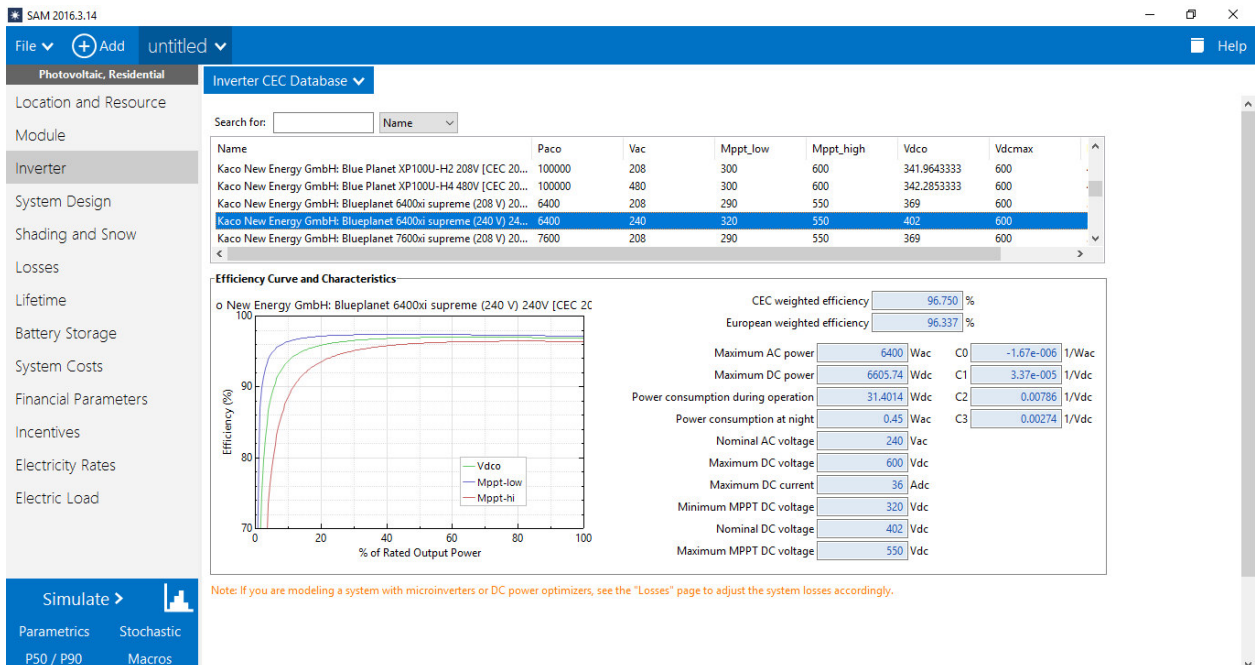 SAM 2016.3.14
File Add untitled Help
Photovoltaic, Residential
Location and Resource
Module
Inverter
System Design
Shading and Snow
Losses
Lifetime
Battery Storage
System Costs
Financial Parameters
Incentives
Electricity Rates
Electric Load
Simulate >
Parametrics Stochastic
P50 / P90 Macros
Inverter CEC Database
Search for: Name
Name Paco Vac Mppt_low Mppt_high Vdco Vdcmax
Kaco New Energy GmbH: Blue Planet XP100U-H2 208V [CEC 20... 100000 208 300 600 341.9643333 600
Kaco New Energy GmbH: Blue Planet XP100U-H4 480V [CEC 20... 100000 480 300 600 342.2853333 600
Kaco New Energy GmbH: Blueplanet 6400xi supreme (208 V) 20... 6400 208 290 550 369 600
Kaco New Energy GmbH: Blueplanet 6400xi supreme (240 V) 24... 6400 240 320 550 402 600
Kaco New Energy GmbH: Blueplanet 7600xi supreme (208 V) 20... 7600 208 290 550 369 600
Efficiency Curve and Characteristics
o New Energy GmbH: Blueplanet 6400xi supreme (240 V) 240V [CEC 20
100
90
80
70
Efficiency (%)
Vdco
Mppt-low
Mppt-hi
0 20 40 60 80 100
% of Rated Output Power
CEC weighted efficiency 96.750 %
European weighted efficiency 96.337 %
Maximum AC power 6400 Wac C0 -1.67e-006 1/Wac
Maximum DC power 6605.74 Wdc C1 3.37e-005 1/Vdc
Power consumption during operation 31.4014 Wdc C2 0.00786 1/Vdc
Power consumption at night 0.45 Wac C3 0.00274 1/Vdc
Nominal AC voltage 240 Vac
Maximum DC voltage 600 Vdc
Maximum DC current 36 Adc
Minimum MPPT DC voltage 320 Vdc
Nominal DC voltage 402 Vdc
Maximum MPPT DC voltage 550 Vdc
Note: If you are modeling a system with microinverters or DC power optimizers, see the "Losses" page to adjust the system losses accordingly.